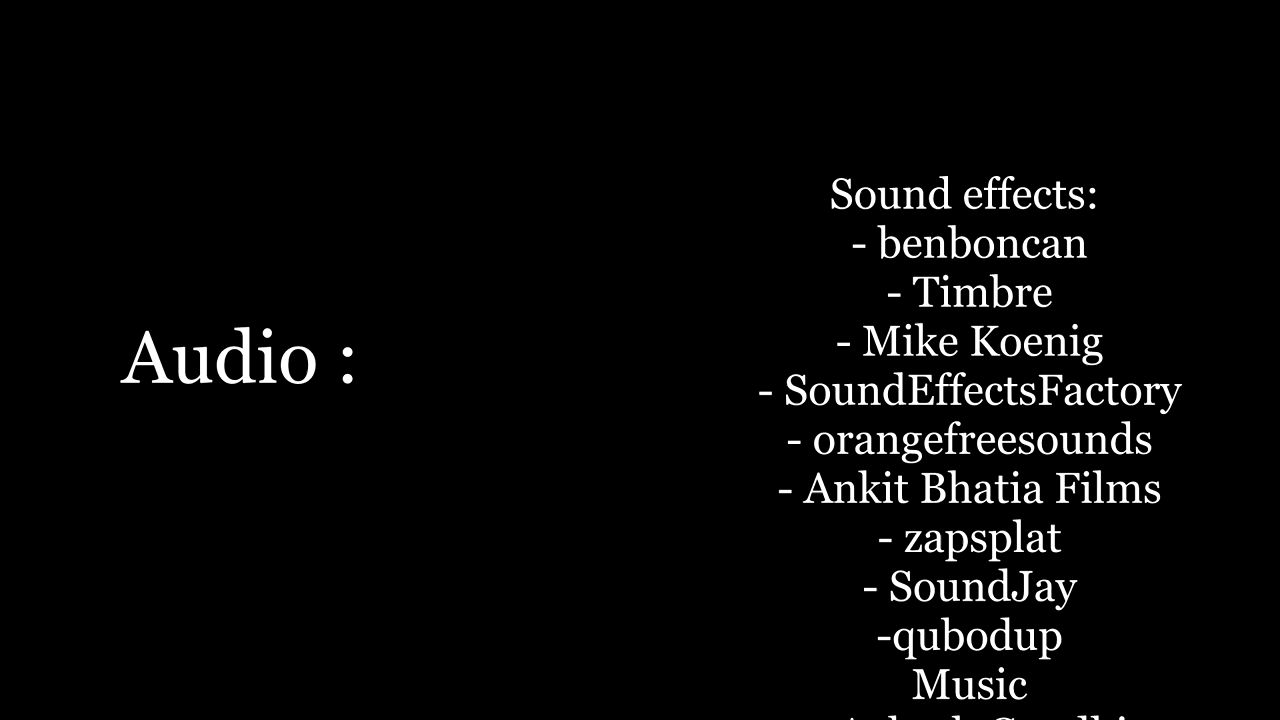 Audio :
Sound effects:
- benboncan
- Timbre
- Mike Koenig
- SoundEffectsFactory
- orangefreesounds
- Ankit Bhatia Films
- zapsplat
- SoundJay
-qubodup
Music